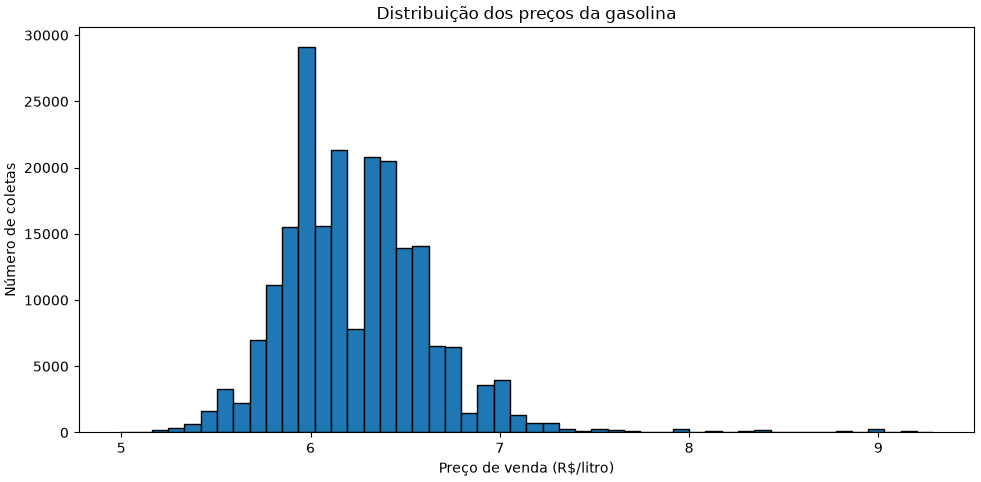 Distribuição dos preços da gasolina
Número de coletas
30000
25000
20000
15000
10000
5000
0
5 6 7 8 9
Preço de venda (R$/litro)